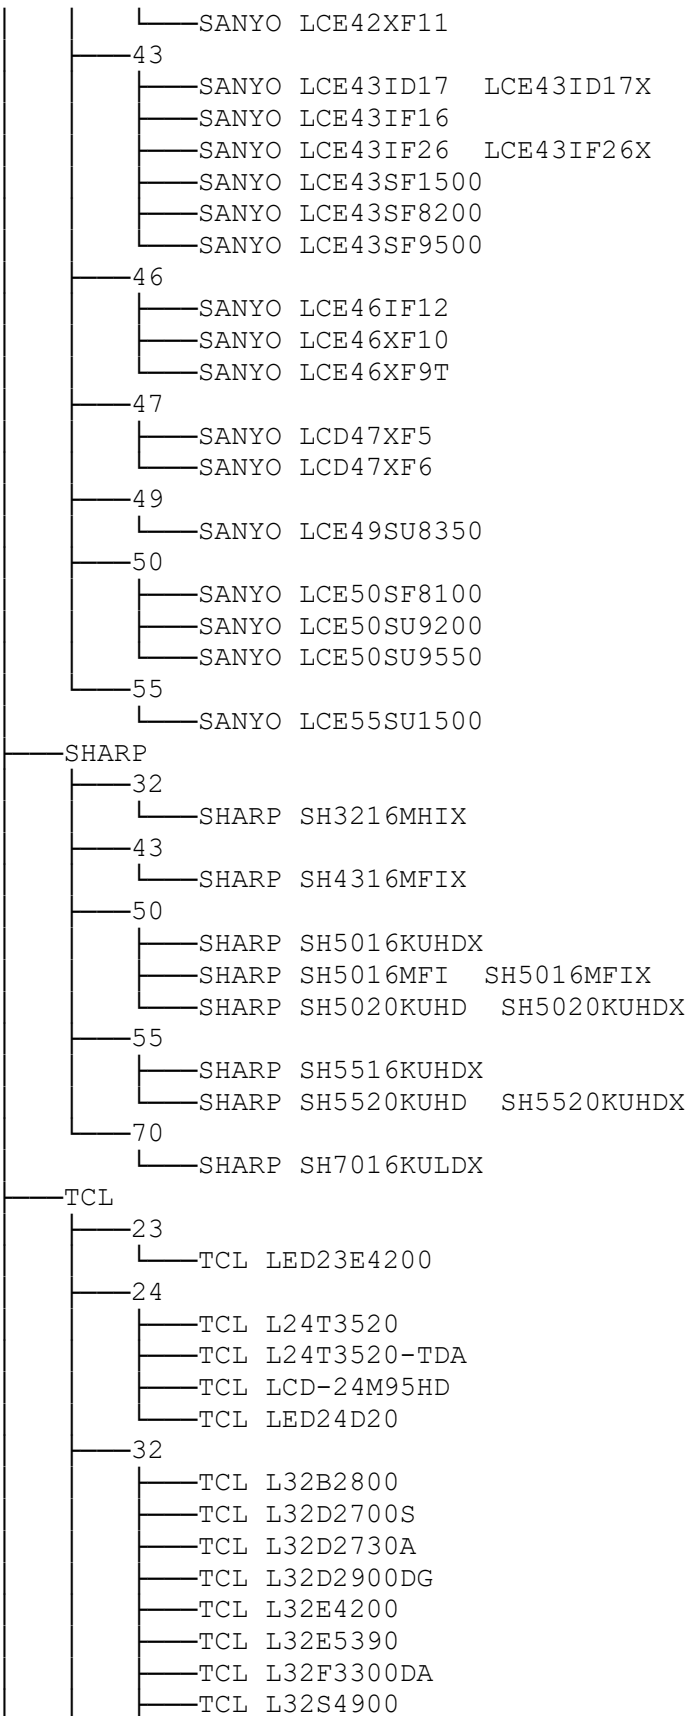 SANYO LCE42XF11
43
SANYO LCE43ID17  LCE43ID17X
SANYO LCE43IF16
SANYO LCE43IF26  LCE43IF26X
SANYO LCE43SF1500
SANYO LCE43SF8200
SANYO LCE43SF9500
46
SANYO LCE46IF12
SANYO LCE46XF10
SANYO LCE46XF9T
47
SANYO LCD47XF5
SANYO LCD47XF6
49
SANYO LCE49SU8350
50
SANYO LCE50SF8100
SANYO LCE50SU9200
SANYO LCE50SU9550
55
SANYO LCE55SU1500
SHARP
32
SHARP SH3216MHIX
43
SHARP SH4316MFIX
50
SHARP SH5016KUHDX
SHARP SH5016MFI  SH5016MFIX
SHARP SH5020KUHD  SH5020KUHDX
55
SHARP SH5516KUHDX
SHARP SH5520KUHD  SH5520KUHDX
70
SHARP SH7016KULDX
TCL
23
TCL LED23E4200
24
TCL L24T3520
TCL L24T3520-TDA
TCL LCD-24M95HD
TCL LED24D20
32
TCL L32B2800
TCL L32D2700S
TCL L32D2730A
TCL L32D2900DG
TCL L32E4200
TCL L32E5390
TCL L32F3300DA
TCL L32S4900